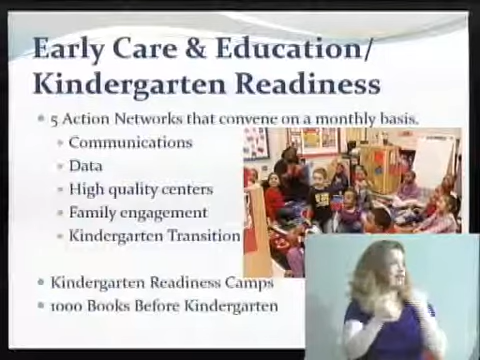 Early Care & Education/
Kindergarten Readiness
5 Action Networks that convene on a monthly basis.
Communications
Data
High quality centers
Family engagement
Kindergarten Transition
Kindergarten Readiness Camps
1000 Books Before Kindergarten